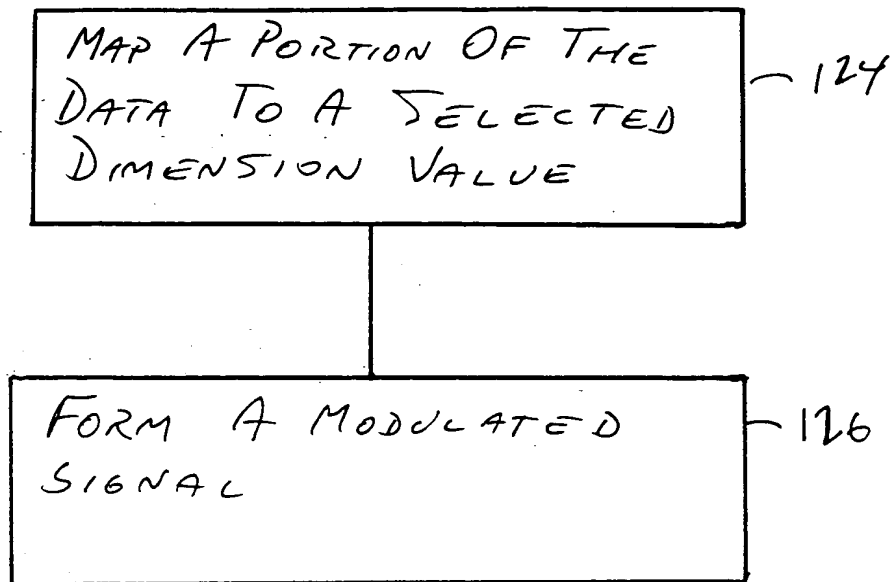 MAP A PORTION OF THE
DATA TO A SELECTED
DIMENSION VALUE
124
FORM A MODULATED
SIGNAL
126